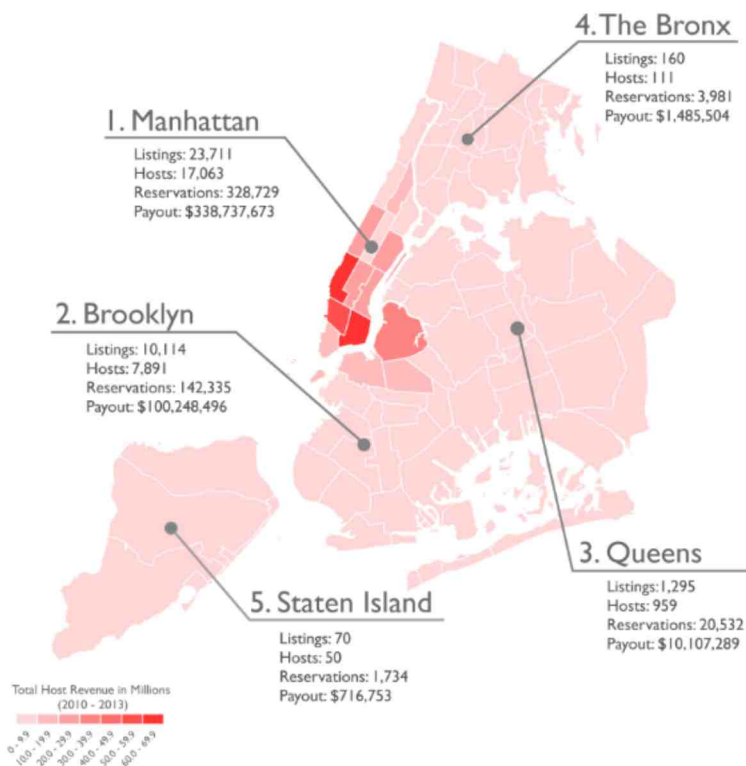 4. The Bronx
Listings: 160
Hosts: 111
Reservations: 3,981
Payout: $1,485,504
1. Manhattan
Listings: 23,711
Hosts: 17,063
Reservations: 328,729
Payout: $338,737,673
2. Brooklyn
Listings: 10,114
Hosts: 7,891
Reservations: 142,335
Payout: $100,248,496
3. Queens
Listings:1,295
Hosts: 959
Reservations: 20,532
Payout: $10,107,289
5. Staten Island
Listings: 70
Hosts: 50
Reservations: 1,734
Payout: $716,753
Total Host Revenue in Millions
(2010 - 2013)
0 - 9.9
10.0 - 19.9
20.0 - 29.9
30.0 - 39.9
40.0 - 49.9
50.0 - 59.9
60.0 - 69.9